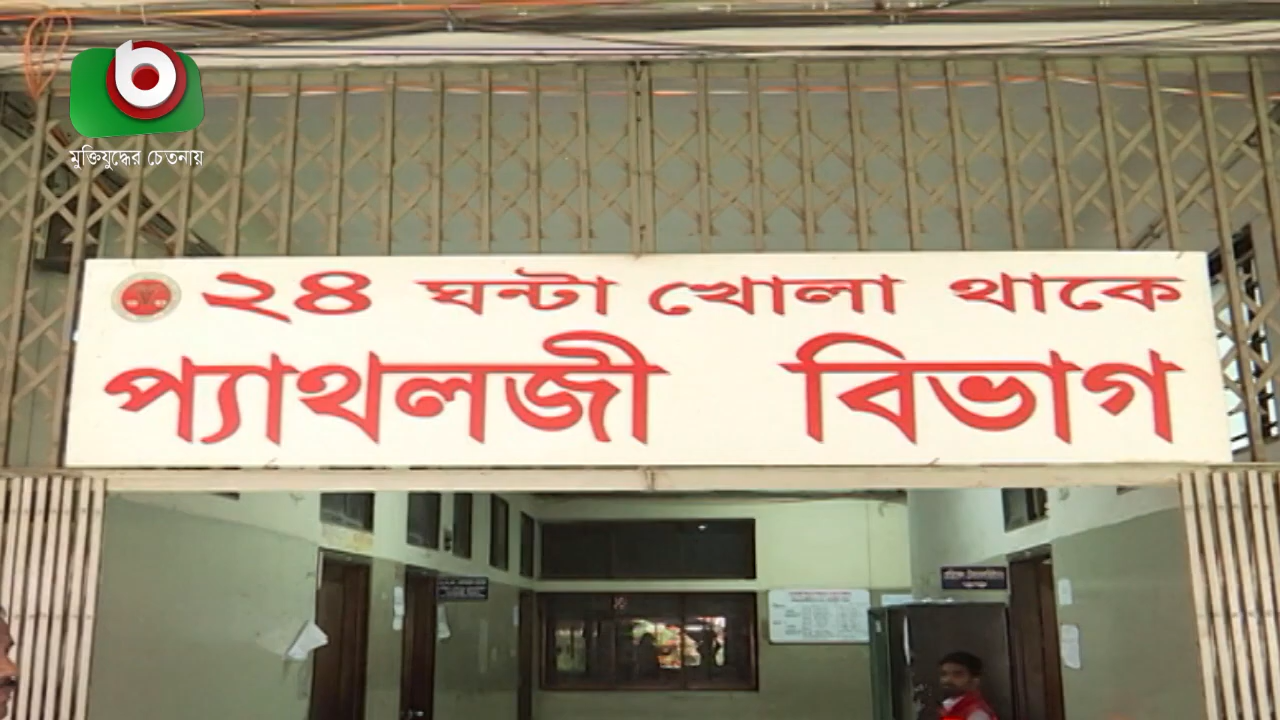 মুক্তিযুদ্ধের চেতনায়
২৪ ঘন্টা খোলা থাকে
প্যাথলজী বিভাগ